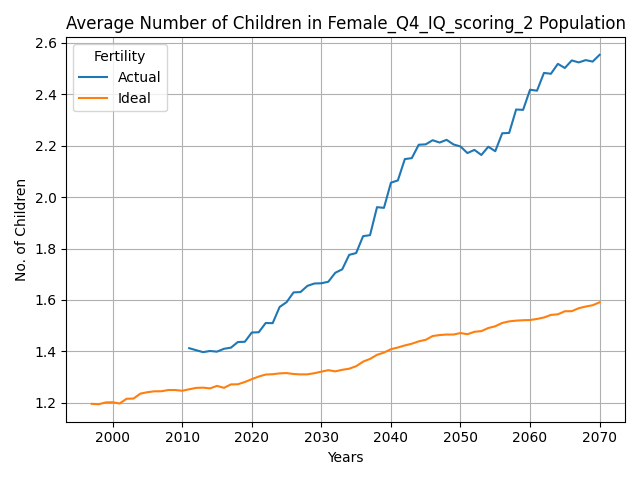 Average Number of Children in Female_Q4_IQ_scoring_2 Population
2.6
2.4
2.2
2.0
1.8
1.6
1.4
1.2
No. of Children
Fertility
Actual
Ideal
2000 2010 2020 2030 2040 2050 2060 2070
Years